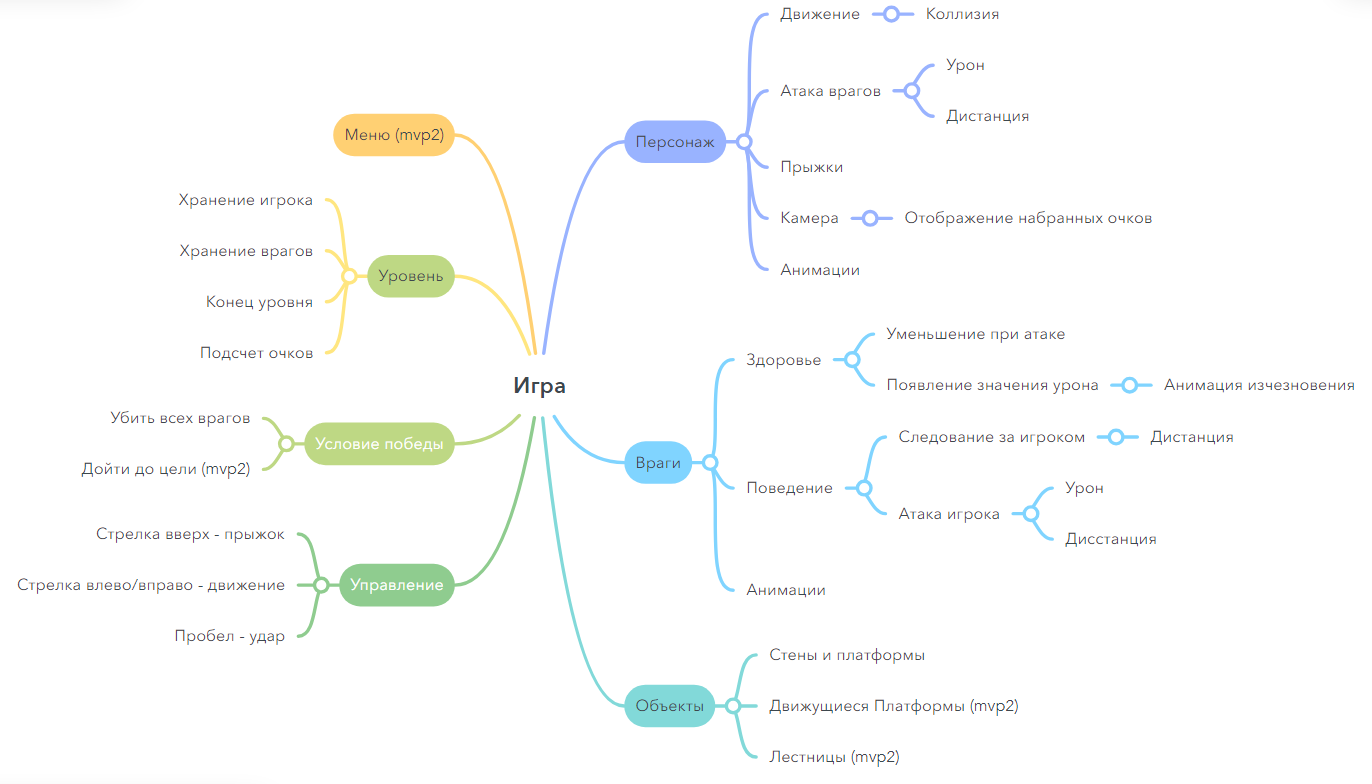 Игра
Меню (mvp2)
Уровень
Хранение игрока
Хранение врагов
Конец уровня
Подсчет очков
Условие победы
Убить всех врагов
Дойти до цели (mvp2)
Управление
Стрелка вверх - прыжок
Стрелка влево/вправо - движение
Пробел - удар
Персонаж
Движение
Коллизия
Атака врагов
Урон
Дистанция
Прыжки
Камера
Отображение набранных очков
Анимации
Враги
Здоровье
Уменьшение при атаке
Появление значения урона
Анимация изчезновения
Поведение
Следование за игроком
Дистанция
Атака игрока
Урон
Дисстанция
Анимации
Объекты
Стены и платформы
Движущиеся Платформы (mvp2)
Лестницы (mvp2)